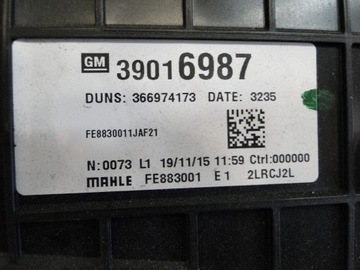 GM 39016987
DUNS: 366974173 DATE: 3235
FE8830011JAF21
N:0073 L1 19/11/15 11:59 Ctrl:000000
MAHLE FE883001 E1 2LRCJ2L